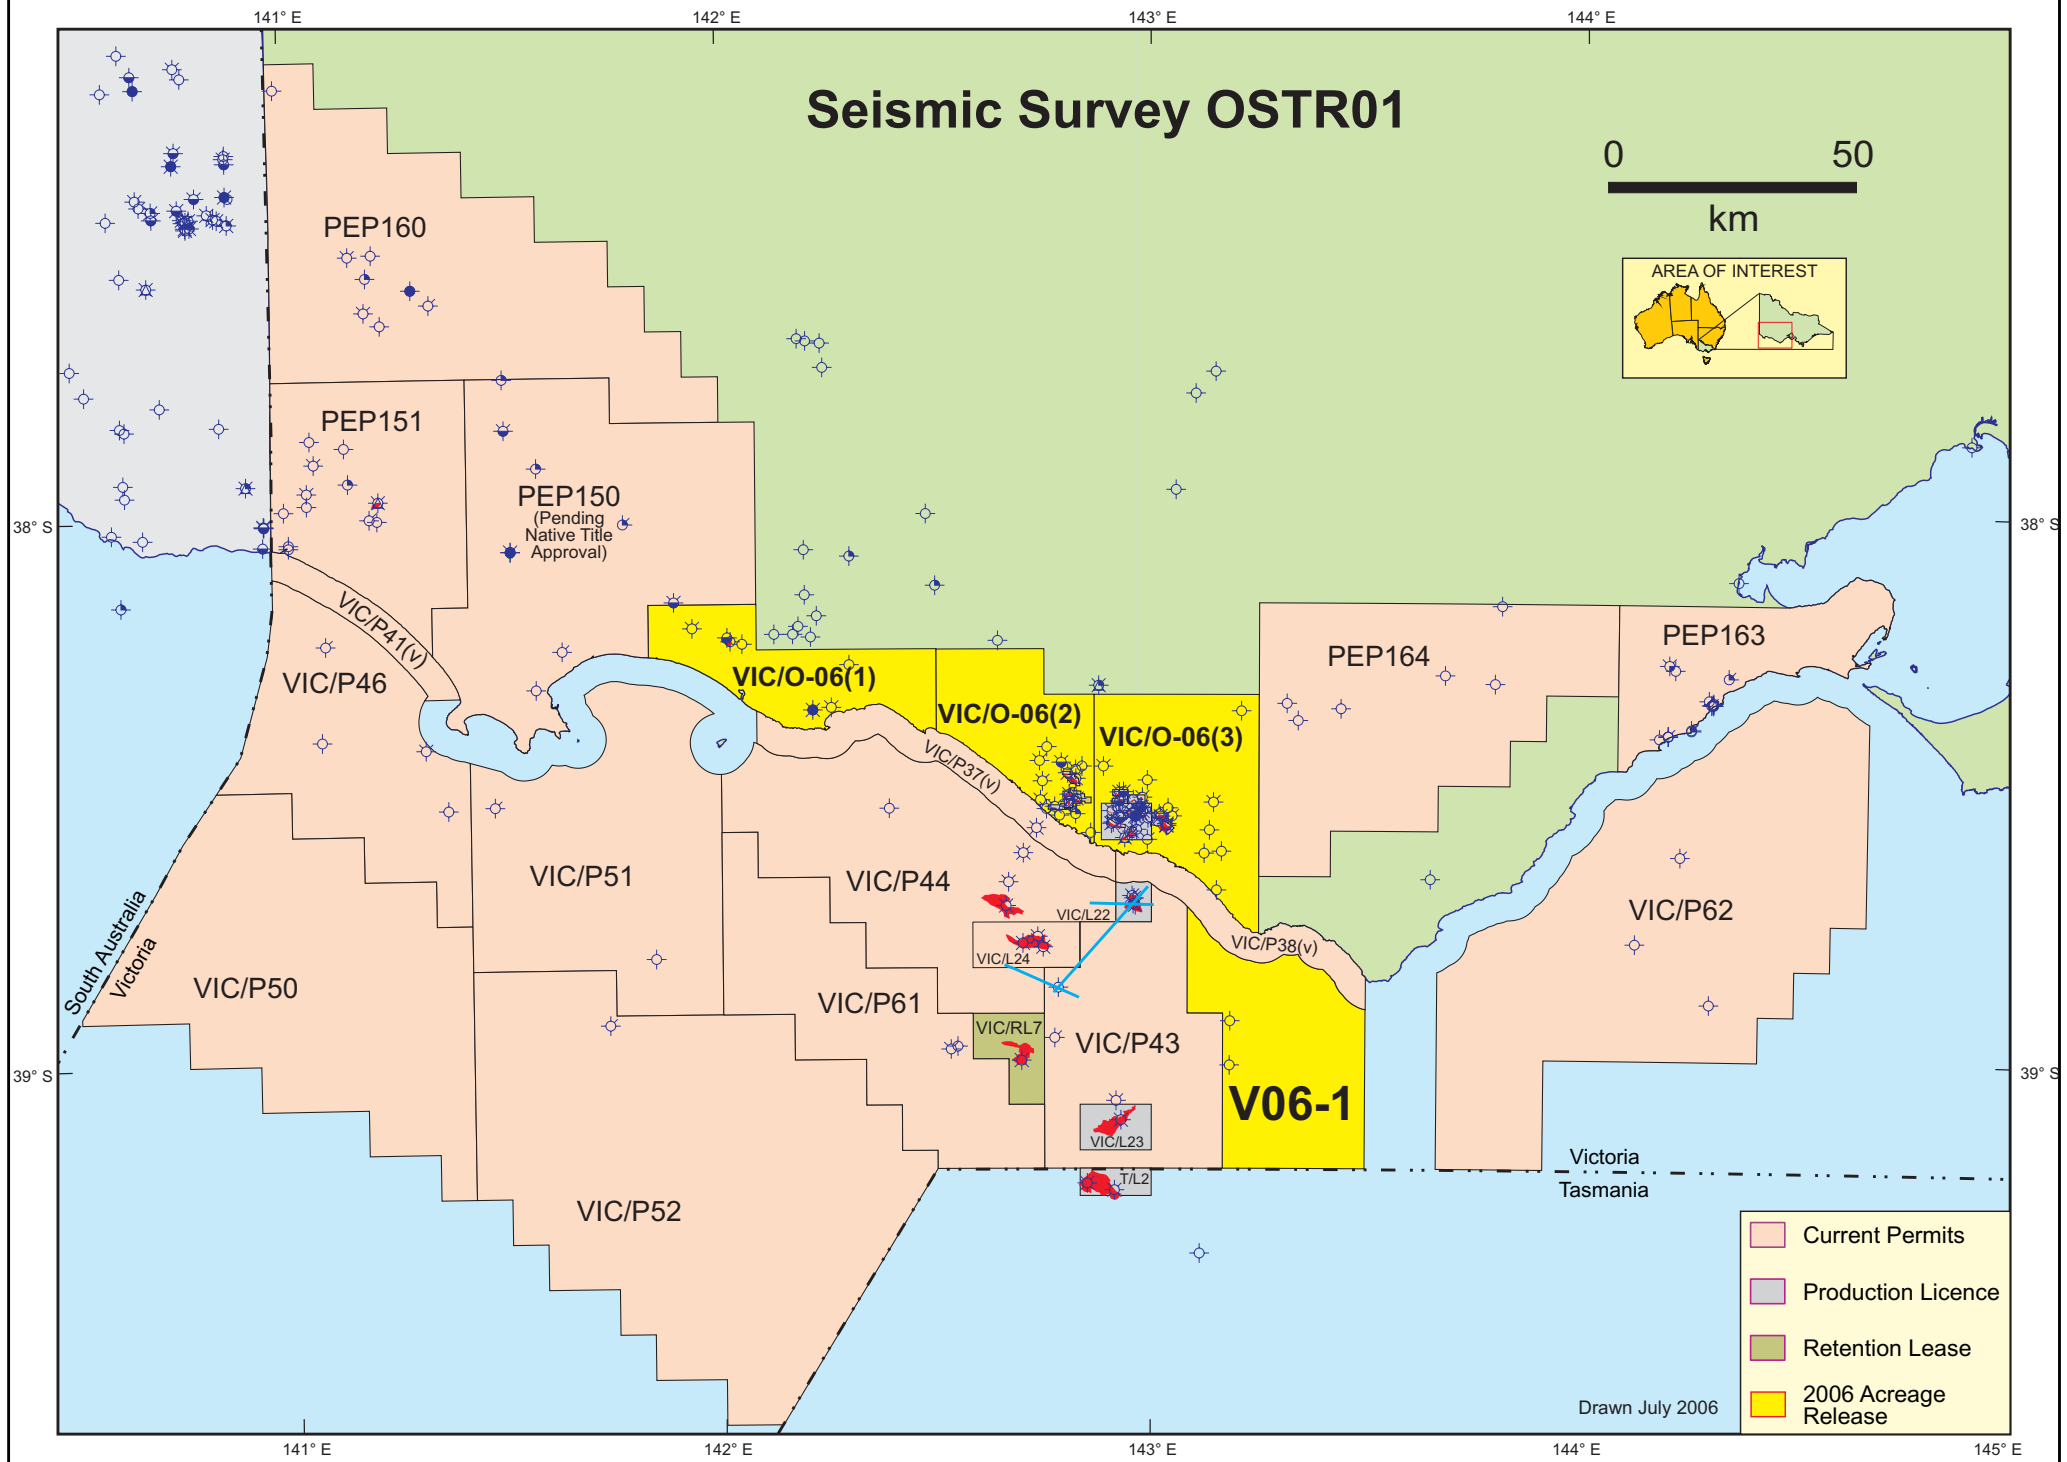 141° E
142° E
143° E
144° E
Seismic Survey OSTR01
0
50
km
AREA OF INTEREST
PEP160
PEP151
PEP150
(Pending
Native Title
Approval)
38° S
38° S
VIC/P41(v)
VIC/P46
VIC/O-06(1)
VIC/O-06(2)
VIC/O-06(3)
PEP164
PEP163
VIC/P37(v)
VIC/P51
VIC/P44
VIC/L22
VIC/P62
VIC/P38(v)
VIC/L24
South Australia
Victoria
VIC/P50
VIC/P61
VIC/RL7
VIC/P43
39° S
39° S
V06-1
VIC/L23
T/L2
Victoria
Tasmania
VIC/P52
Current Permits
Production Licence
Retention Lease
2006 Acreage
Release
Drawn July 2006
141° E
142° E
143° E
144° E
145° E